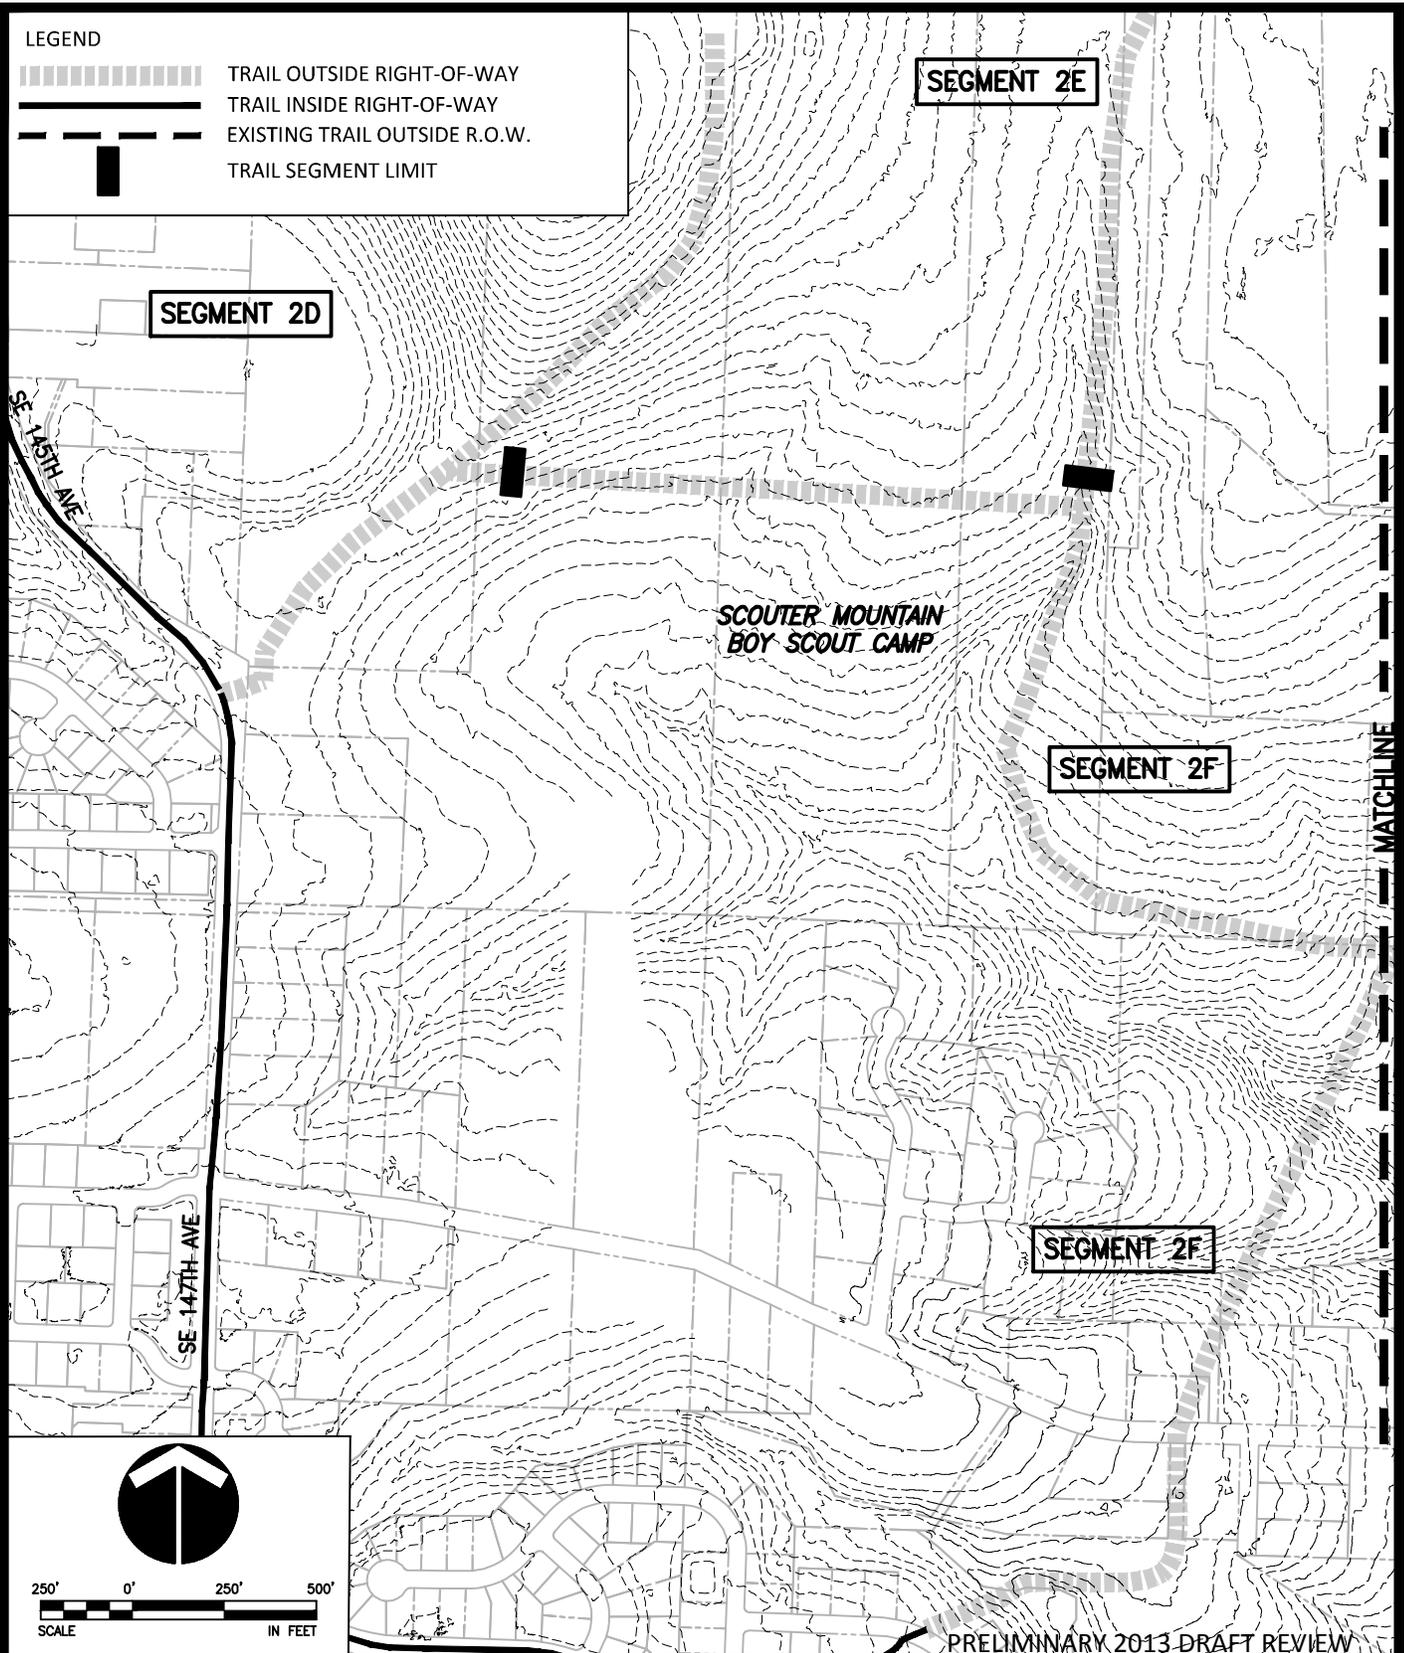 LEGEND
TRAIL OUTSIDE RIGHT-OF-WAY
TRAIL INSIDE RIGHT-OF-WAY
EXISTING TRAIL OUTSIDE R.O.W.
TRAIL SEGMENT LIMIT
SEGMENT 2E
SEGMENT 2D
SE 145TH AVE
SCOUTER MOUNTAIN
BOY SCOUT CAMP
SEGMENT 2F
MATCHLINE
SEGMENT 2F
SE 147TH AVE
250' 0' 250' 500'
SCALE IN FEET
PRELIMINARY 2013 DRAFT REVIEW